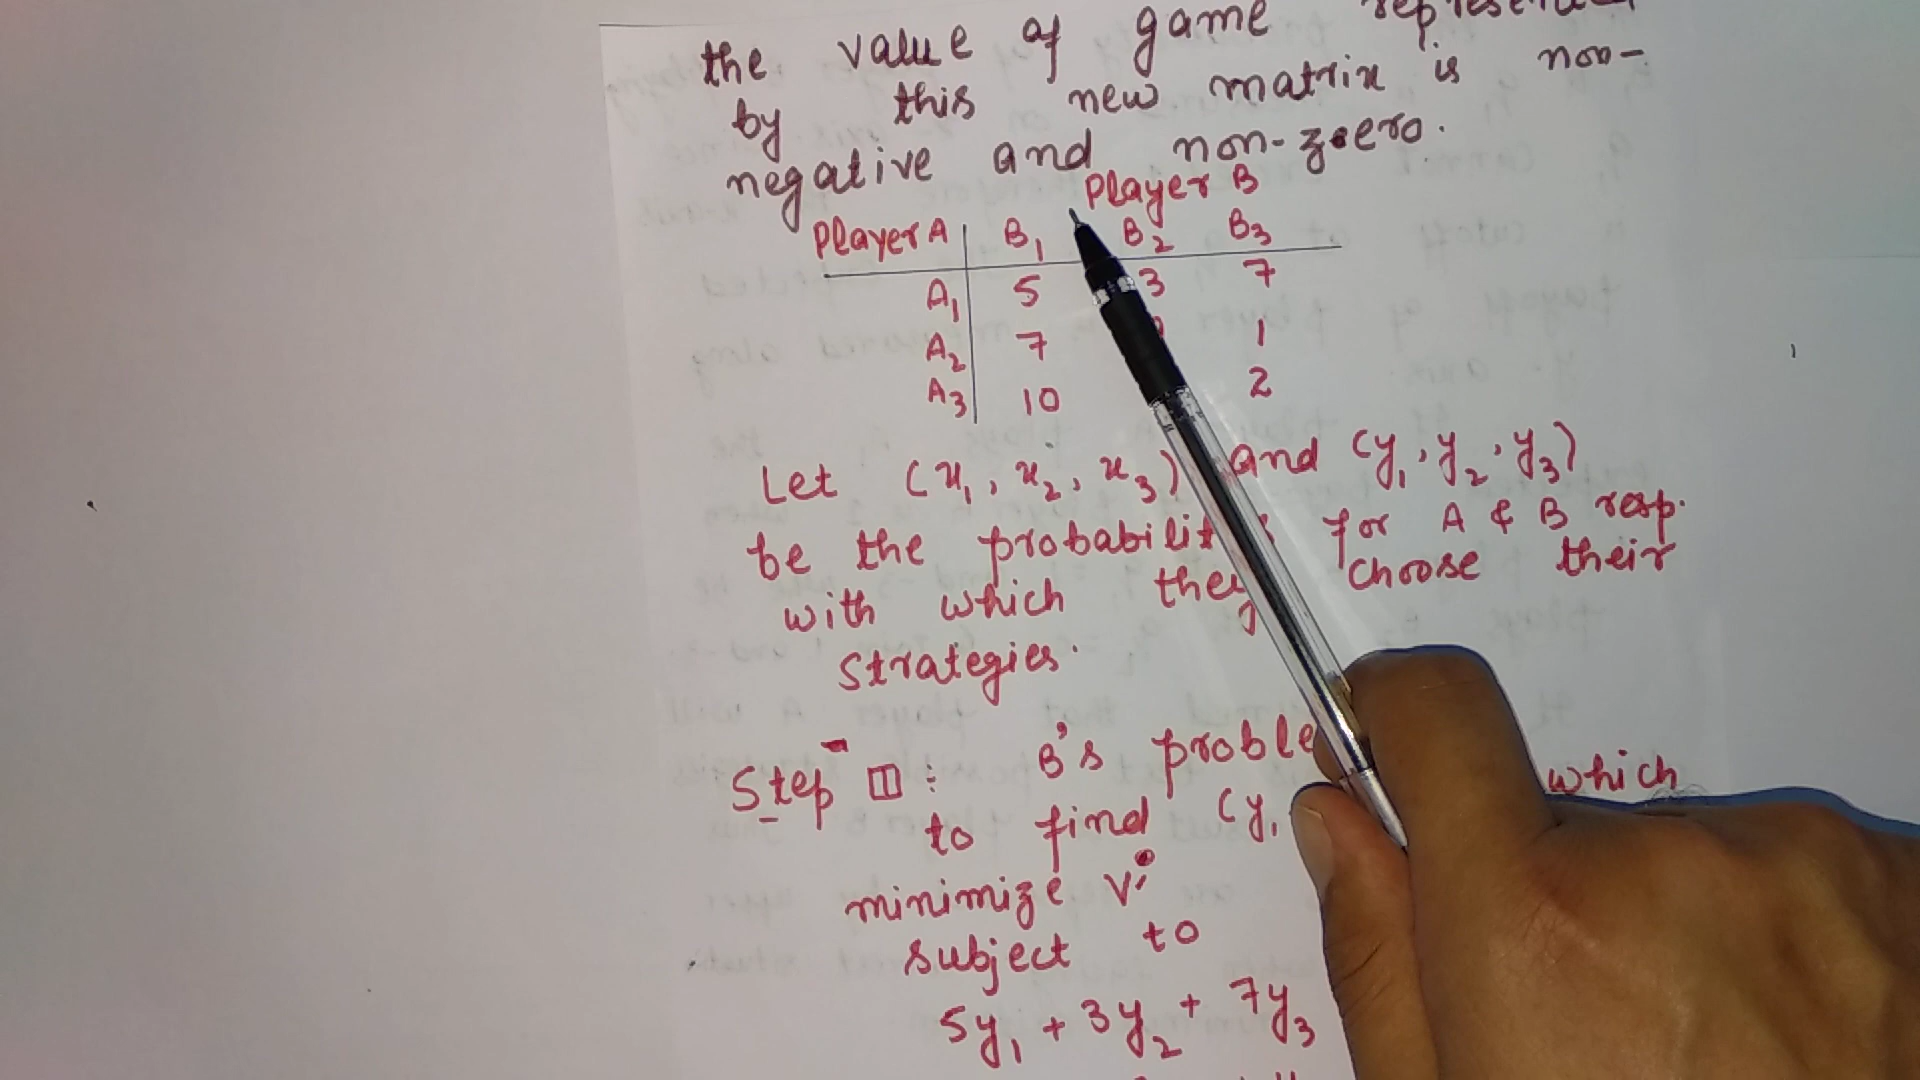 the value of game
by this new matrix is non-
negative and non-zero.
Player B
Player A B1 B2 B3
A1 5 3 7
A2 7 1
A3 10 2
Let (x1, x2, x3) and (y1, y2, y3)
be the for A & B resp.
with which they choose their
strategies.
Step III: B's
to find (y1 which
minimize V'
subject to
5y1 + 3y2 + 7y3